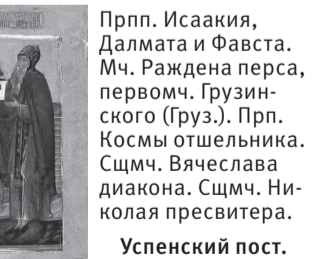 Прпп. Исаакия,
Далмата и Фавста.
Мч. Раждена перса,
первомч. Грузин-
ского (Груз.). Прп.
Космы отшельника.
Сщмч. Вячеслава
диакона. Сщмч. Ни-
колая пресвитера.
Успенский пост.